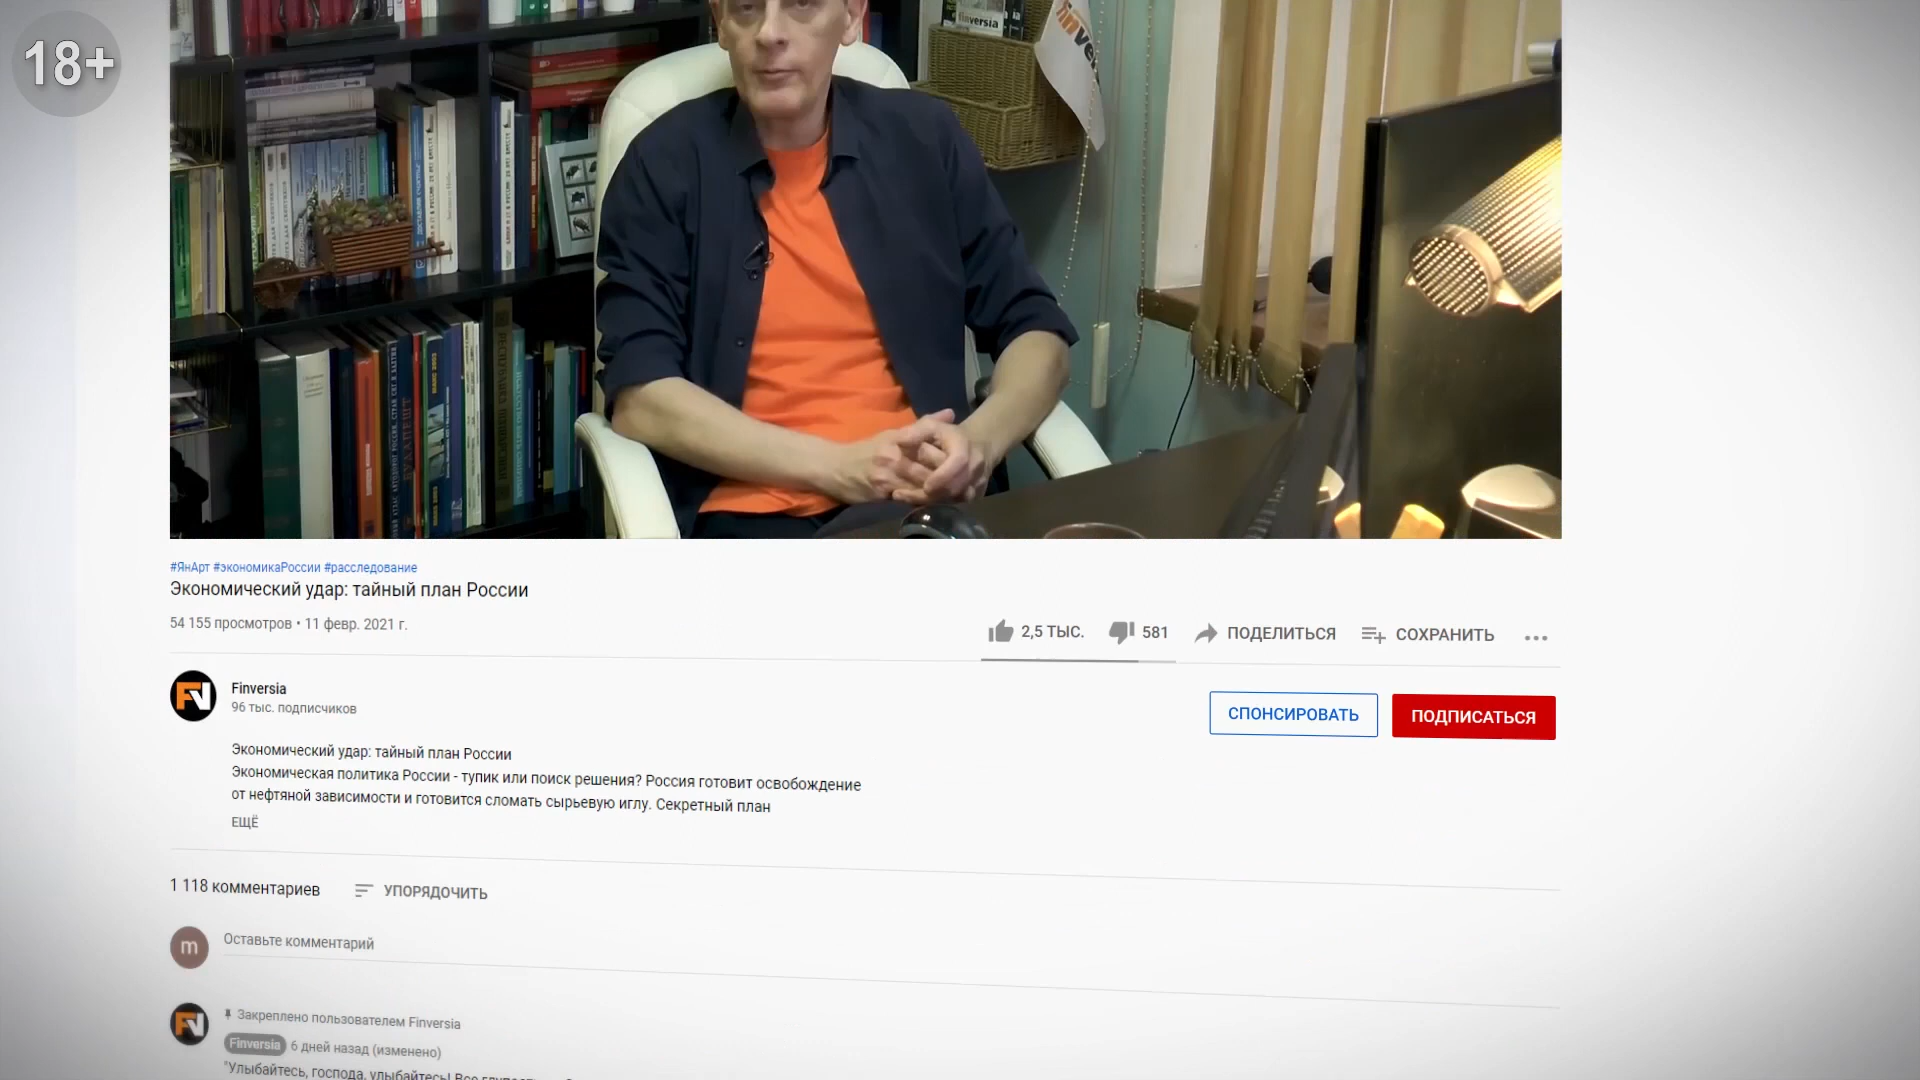 18+
finversia
#ЯнАрт #экономикаРоссии #расследование
Экономический удар: тайный план России
54 155 просмотров • 11 февр. 2021 г.
2,5 ТЫС.
581
ПОДЕЛИТЬСЯ
СОХРАНИТЬ
Finversia
96 тыс. подписчиков
СПОНСИРОВАТЬ
ПОДПИСАТЬСЯ
Экономический удар: тайный план России
Экономическая политика России - тупик или поиск решения? Россия готовит освобождение
от нефтяной зависимости и готовится сломать сырьевую иглу. Секретный план
ЕЩЁ
1 118 комментариев
УПОРЯДОЧИТЬ
m
Оставьте комментарий
Закреплено пользователем Finversia
Finversia 6 дней назад (изменено)
"Улыбайтесь, господа, улыбайтесь! Все